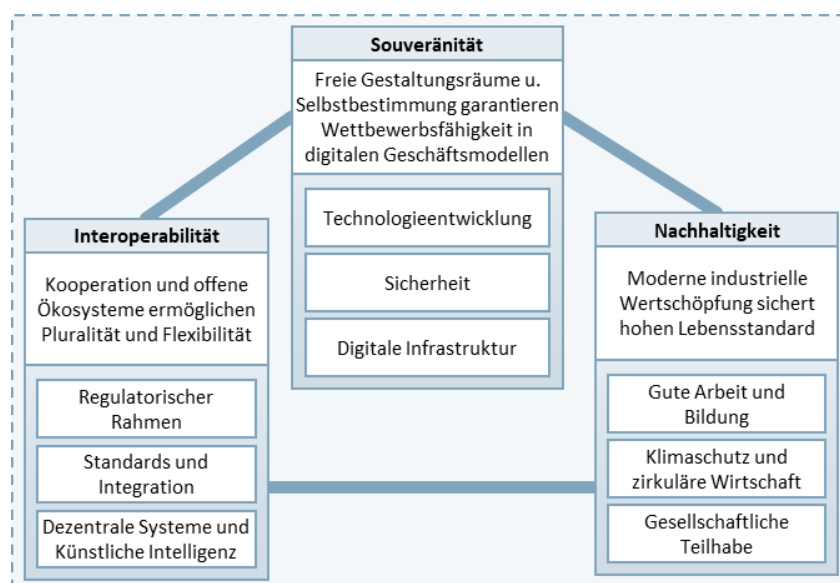 Souveränität
Freie Gestaltungsräume u.
Selbstbestimmung garantieren
Wettbewerbsfähigkeit in
digitalen Geschäftsmodellen
Technologieentwicklung
Sicherheit
Digitale Infrastruktur
Interoperabilität
Kooperation und offene
Ökosysteme ermöglichen
Pluralität und Flexibilität
Regulatorischer
Rahmen
Standards und
Integration
Dezentrale Systeme und
Künstliche Intelligenz
Nachhaltigkeit
Moderne industrielle
Wertschöpfung sichert
hohen Lebensstandard
Gute Arbeit und
Bildung
Klimaschutz und
zirkuläre Wirtschaft
Gesellschaftliche
Teilhabe